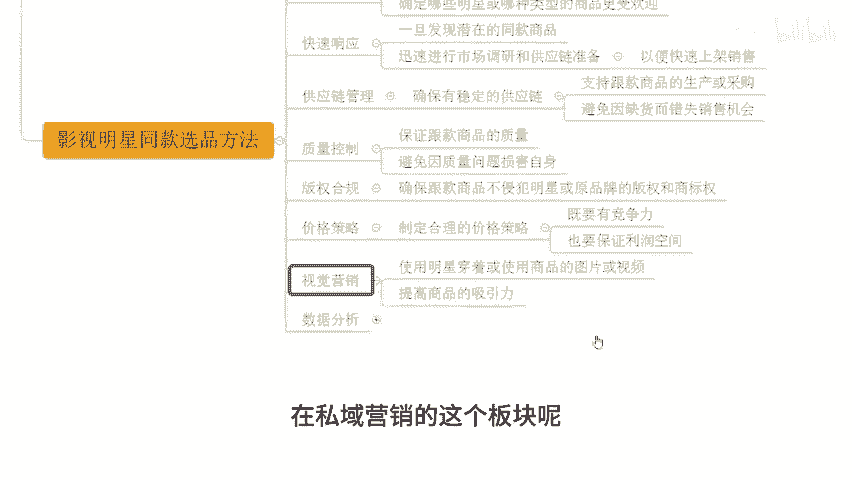 确定哪些明星或哪种类型的商品更受欢迎
快速响应
一旦发现潜在的同款商品
迅速进行市场调研和供应链准备
以便快速上架销售
供应链管理
确保有稳定的供应链
支持跟款商品的生产或采购
避免因缺货而错失销售机会
影视明星同款选品方法
质量控制
保证跟款商品的质量
避免因质量问题损害自身
版权合规
确保跟款商品不侵犯明星或原品牌的版权和商标权
价格策略
制定合理的价格策略
既要有竞争力
也要保证利润空间
视觉营销
使用明星穿着或使用商品的图片或视频
提高商品的吸引力
数据分析
在私域营销的这个板块呢
bilibili